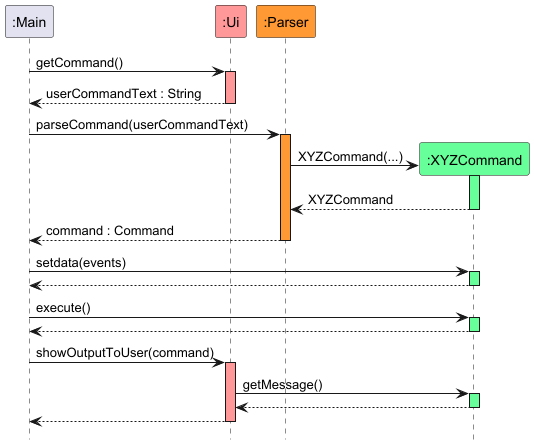 :Main
:Ui
:Parser
getCommand()
userCommandText : String
parseCommand(userCommandText)
XYZCommand(...)
:XYZCommand
XYZCommand
command : Command
setdata(events)
execute()
showOutputToUser(command)
getMessage()